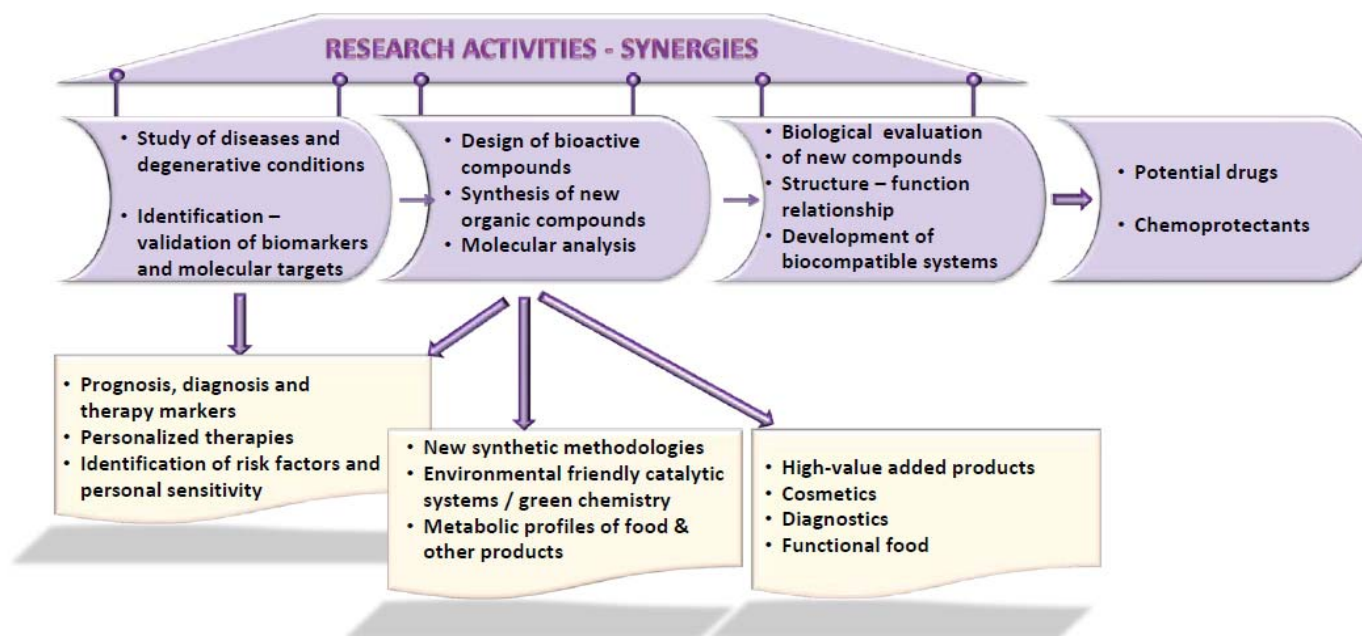 RESEARCH ACTIVITIES - SYNERGIES
• Study of diseases and
degenerative conditions
• Identification –
validation of biomarkers
and molecular targets
• Design of bioactive
compounds
• Synthesis of new
organic compounds
• Molecular analysis
• Biological evaluation
• of new compounds
• Structure – function
relationship
• Development of
biocompatible systems
• Potential drugs
• Chemoprotectants
• Prognosis, diagnosis and
therapy markers
• Personalized therapies
• Identification of risk factors and
personal sensitivity
• New synthetic methodologies
• Environmental friendly catalytic
systems / green chemistry
• Metabolic profiles of food &
other products
• High-value added products
• Cosmetics
• Diagnostics
• Functional food